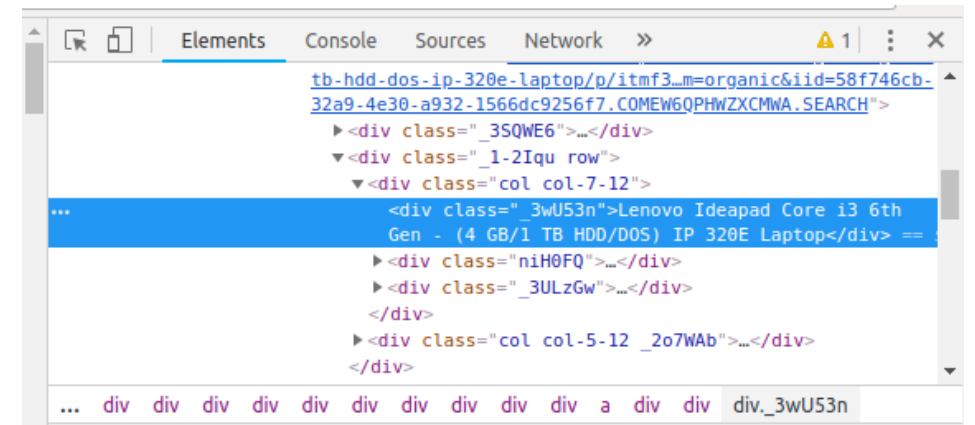 Elements Console Sources Network » 1
tb-hdd-dos-ip-320e-laptop/p/itmf3…m=organic&iid=58f746cb-
32a9-4e30-a932-1566dc9256f7.COMEW6QPHWZXCMWA.SEARCH">
▶<div class="_3SQWE6">…</div>
▼<div class="_1-2Iqu row">
▼<div class="col col-7-12">
... <div class="_3wU53n">Lenovo Ideapad Core i3 6th
Gen - (4 GB/1 TB HDD/DOS) IP 320E Laptop</div> ==
▶<div class="niH0FQ">…</div>
▶<div class="_3ULzGw">…</div>
</div>
▶<div class="col col-5-12 _2o7WAb">…</div>
</div>
... div div div div div div div div div div a div div div._3wU53n